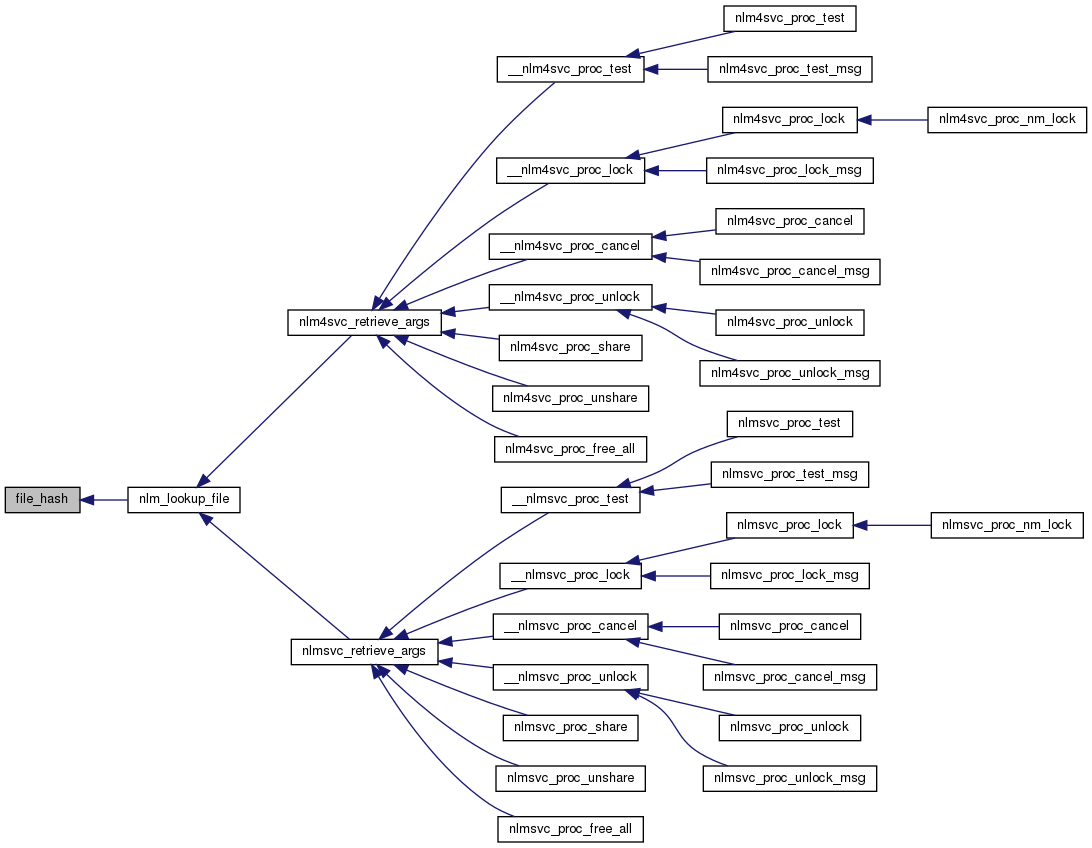 nlm4svc_proc_test
__nlm4svc_proc_test
nlm4svc_proc_test_msg
nlm4svc_proc_lock
nlm4svc_proc_nm_lock
__nlm4svc_proc_lock
nlm4svc_proc_lock_msg
nlm4svc_proc_cancel
__nlm4svc_proc_cancel
nlm4svc_proc_cancel_msg
__nlm4svc_proc_unlock
nlm4svc_retrieve_args
nlm4svc_proc_unlock
nlm4svc_proc_share
nlm4svc_proc_unlock_msg
nlm4svc_proc_unshare
nlmsvc_proc_test
nlm4svc_proc_free_all
nlmsvc_proc_test_msg
file_hash
nlm_lookup_file
__nlmsvc_proc_test
nlmsvc_proc_lock
nlmsvc_proc_nm_lock
__nlmsvc_proc_lock
nlmsvc_proc_lock_msg
__nlmsvc_proc_cancel
nlmsvc_proc_cancel
nlmsvc_retrieve_args
__nlmsvc_proc_unlock
nlmsvc_proc_cancel_msg
nlmsvc_proc_share
nlmsvc_proc_unlock
nlmsvc_proc_unshare
nlmsvc_proc_unlock_msg
nlmsvc_proc_free_all